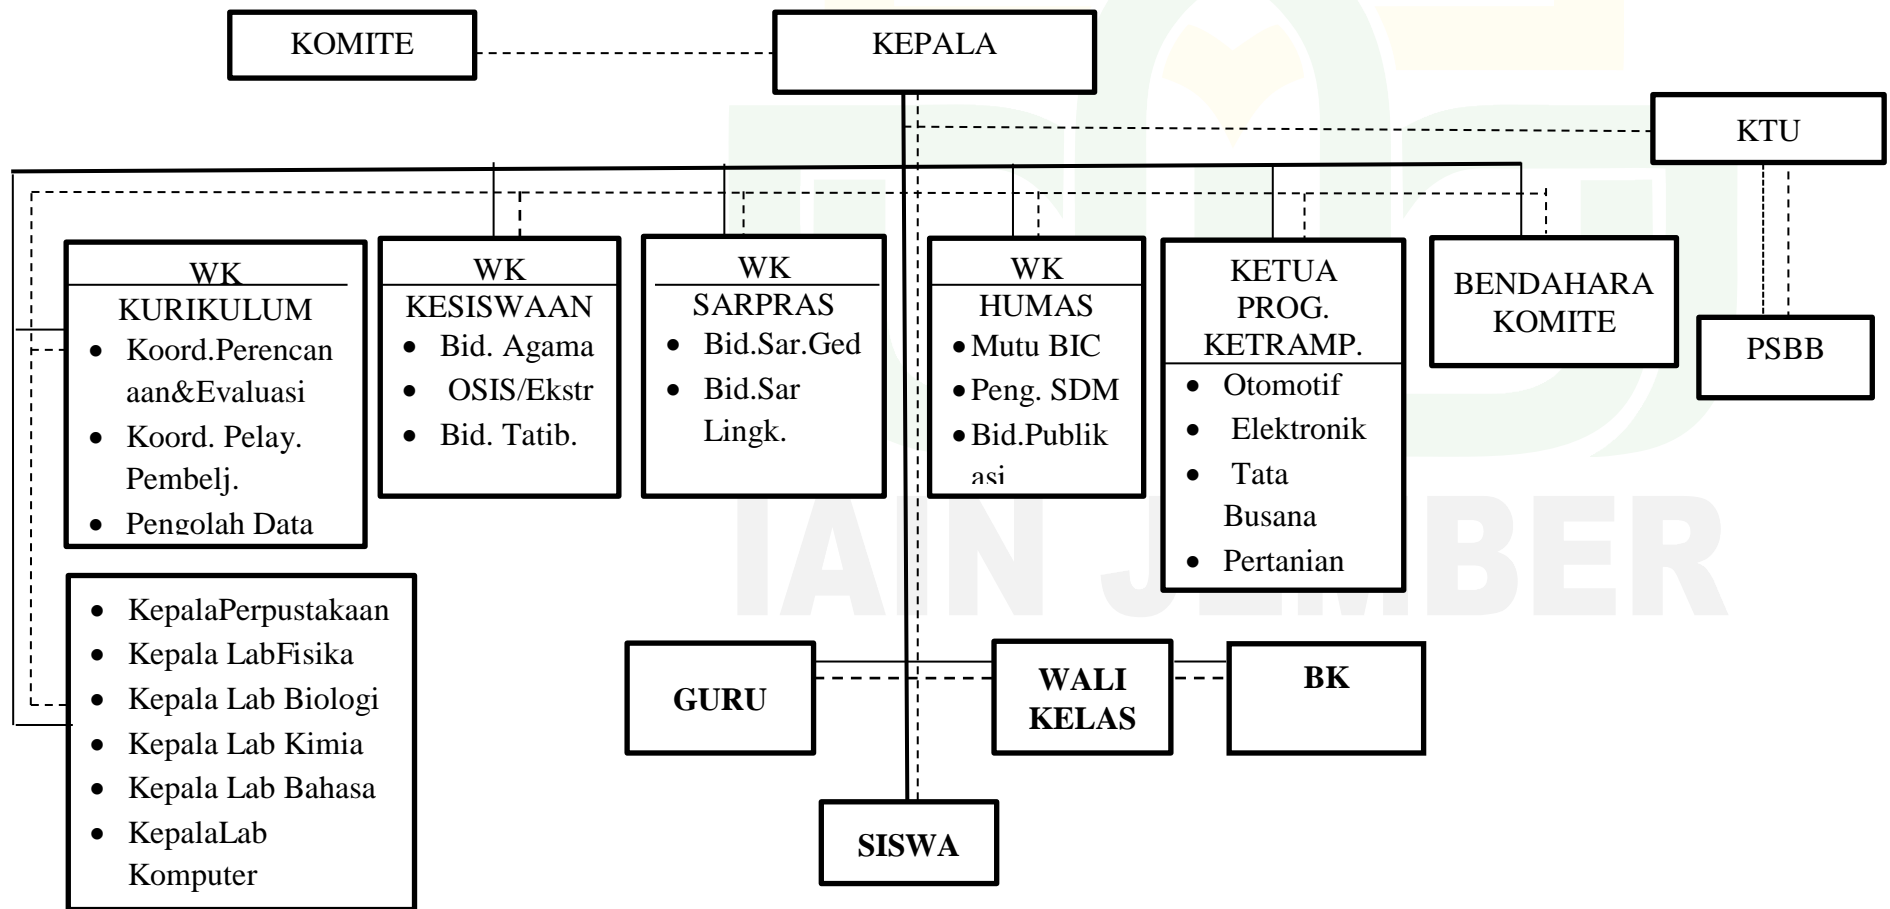 KOMITE
KEPALA
KTU
WK
KURIKULUM
• Koord.Perencan
aan&Evaluasi
• Koord. Pelay.
Pembelj.
• Pengolah Data
WK
KESISWAAN
• Bid. Agama
• OSIS/Ekstr
• Bid. Tatib.
WK
SARPRAS
• Bid.Sar.Ged
• Bid.Sar
Lingk.
WK
HUMAS
• Mutu BIC
• Peng. SDM
• Bid.Publik
asi
KETUA
PROG.
KETRAMP.
• Otomotif
• Elektronik
• Tata
Busana
• Pertanian
BENDAHARA
KOMITE
PSBB
• KepalaPerpustakaan
• Kepala LabFisika
• Kepala Lab Biologi
• Kepala Lab Kimia
• Kepala Lab Bahasa
• KepalaLab
Komputer
GURU
WALI
KELAS
BK
SISWA
IAIN JEMBER